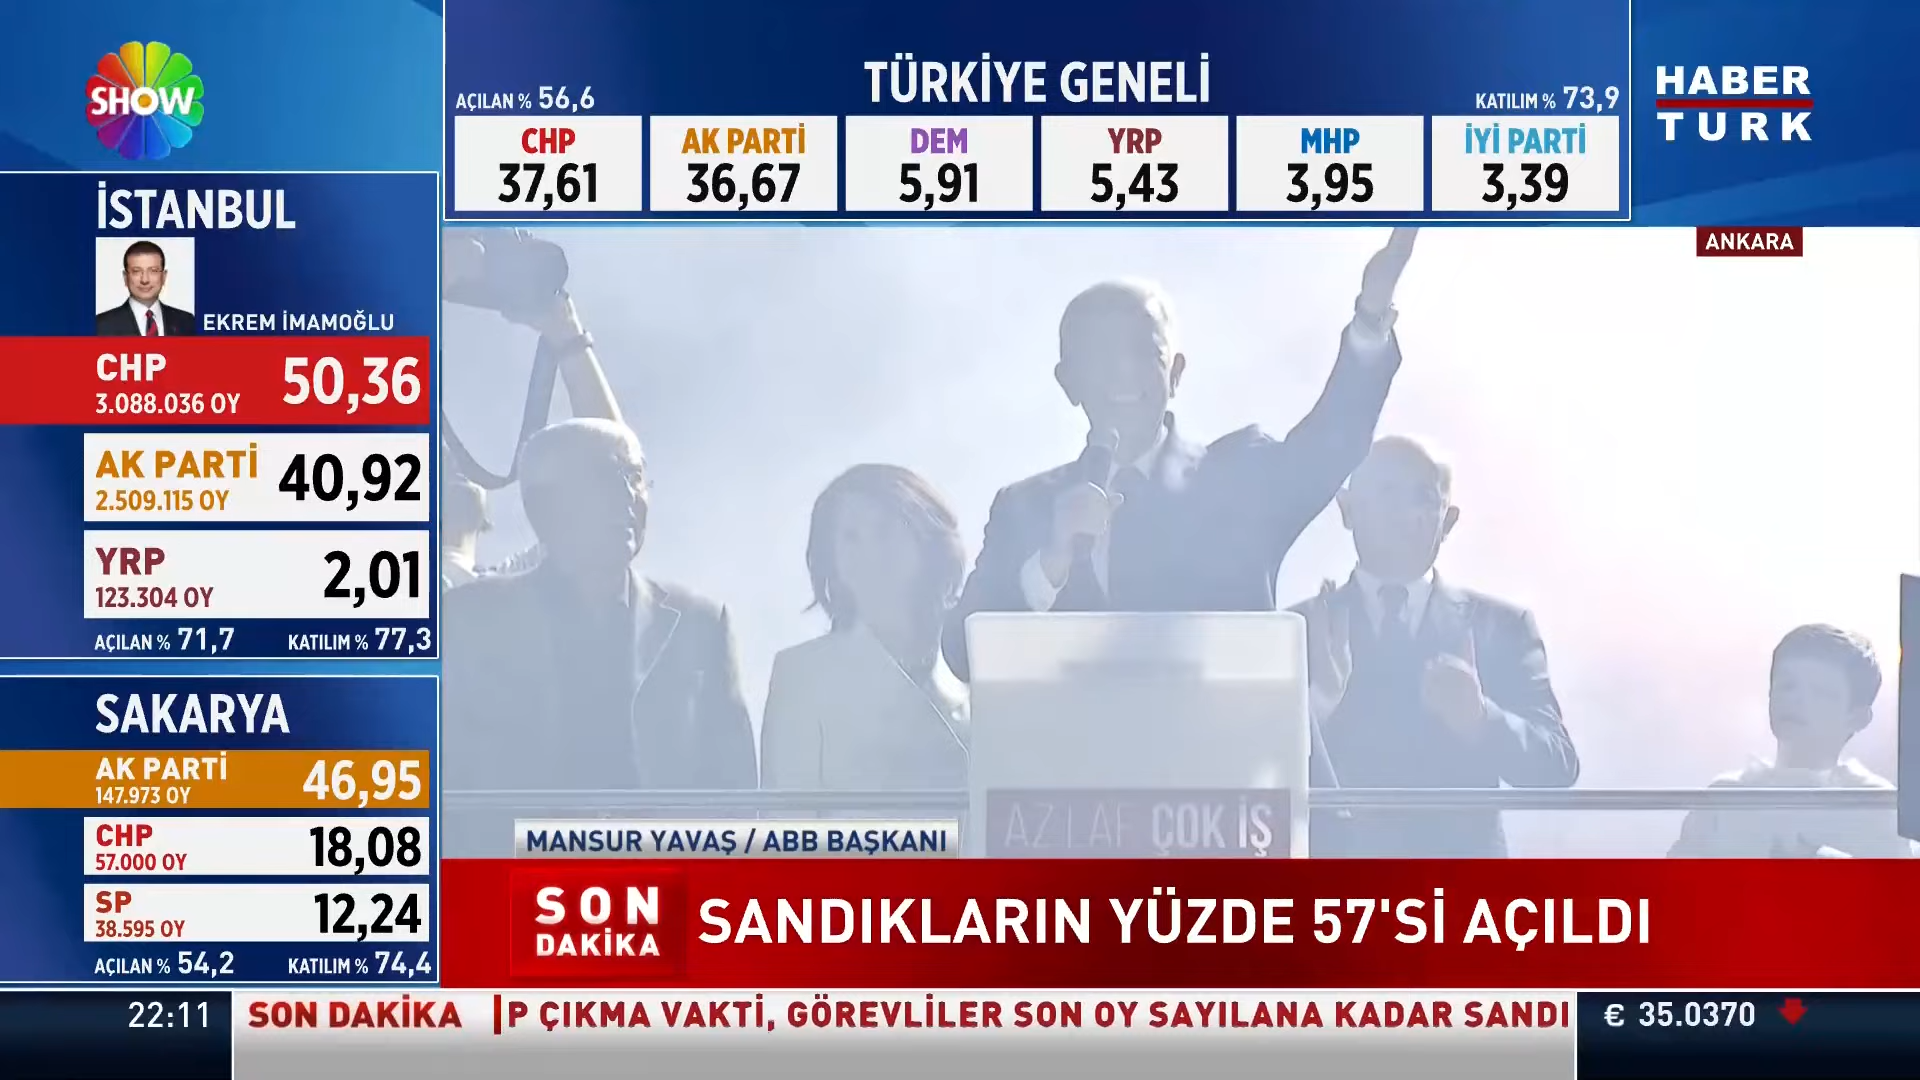 SHOW
TÜRKİYE GENELİ
AÇILAN % 56,6
KATILIM % 73,9
CHP
37,61
AK PARTİ
36,67
DEM
5,91
YRP
5,43
MHP
3,95
İYİ PARTİ
3,39
HABER
TURK
İSTANBUL
EKREM İMAMOĞLU
CHP 50,36
3.088.036 OY
AK PARTİ 40,92
2.509.115 OY
YRP 2,01
123.304 OY
AÇILAN % 71,7 KATILIM % 77,3
SAKARYA
AK PARTİ 46,95
147.973 OY
CHP 18,08
57.000 OY
SP 12,24
38.595 OY
AÇILAN % 54,2 KATILIM % 74,4
ANKARA
AZ LAF ÇOK İŞ
MANSUR YAVAŞ / ABB BAŞKANI
SON
DAKİKA
SANDIKLARIN YÜZDE 57'Sİ AÇILDI
22:11
SON DAKİKA
P ÇIKMA VAKTİ, GÖREVLİLER SON OY SAYILANA KADAR SANDI
€ 35.0370